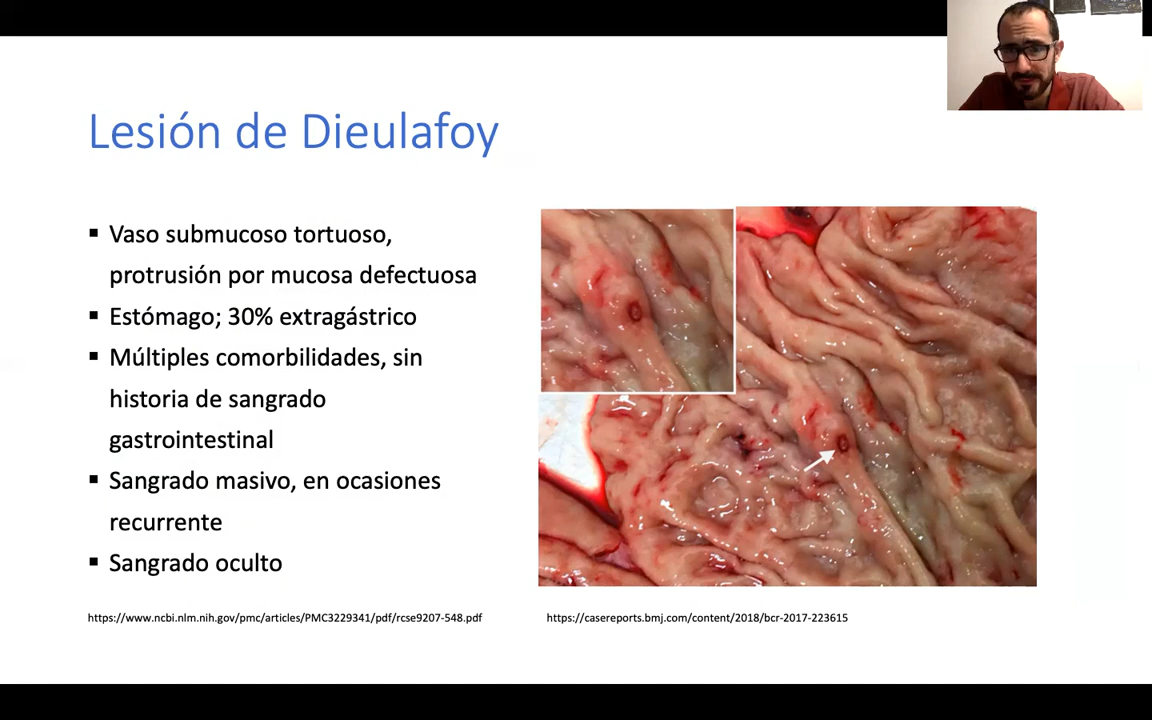 Lesión de Dieulafoy
▪ Vaso submucoso tortuoso,
protrusión por mucosa defectuosa
▪ Estómago; 30% extragástrico
▪ Múltiples comorbilidades, sin
historia de sangrado
gastrointestinal
▪ Sangrado masivo, en ocasiones
recurrente
▪ Sangrado oculto
https://www.ncbi.nlm.nih.gov/pmc/articles/PMC3229341/pdf/rcse9207-548.pdf
https://casereports.bmj.com/content/2018/bcr-2017-223615